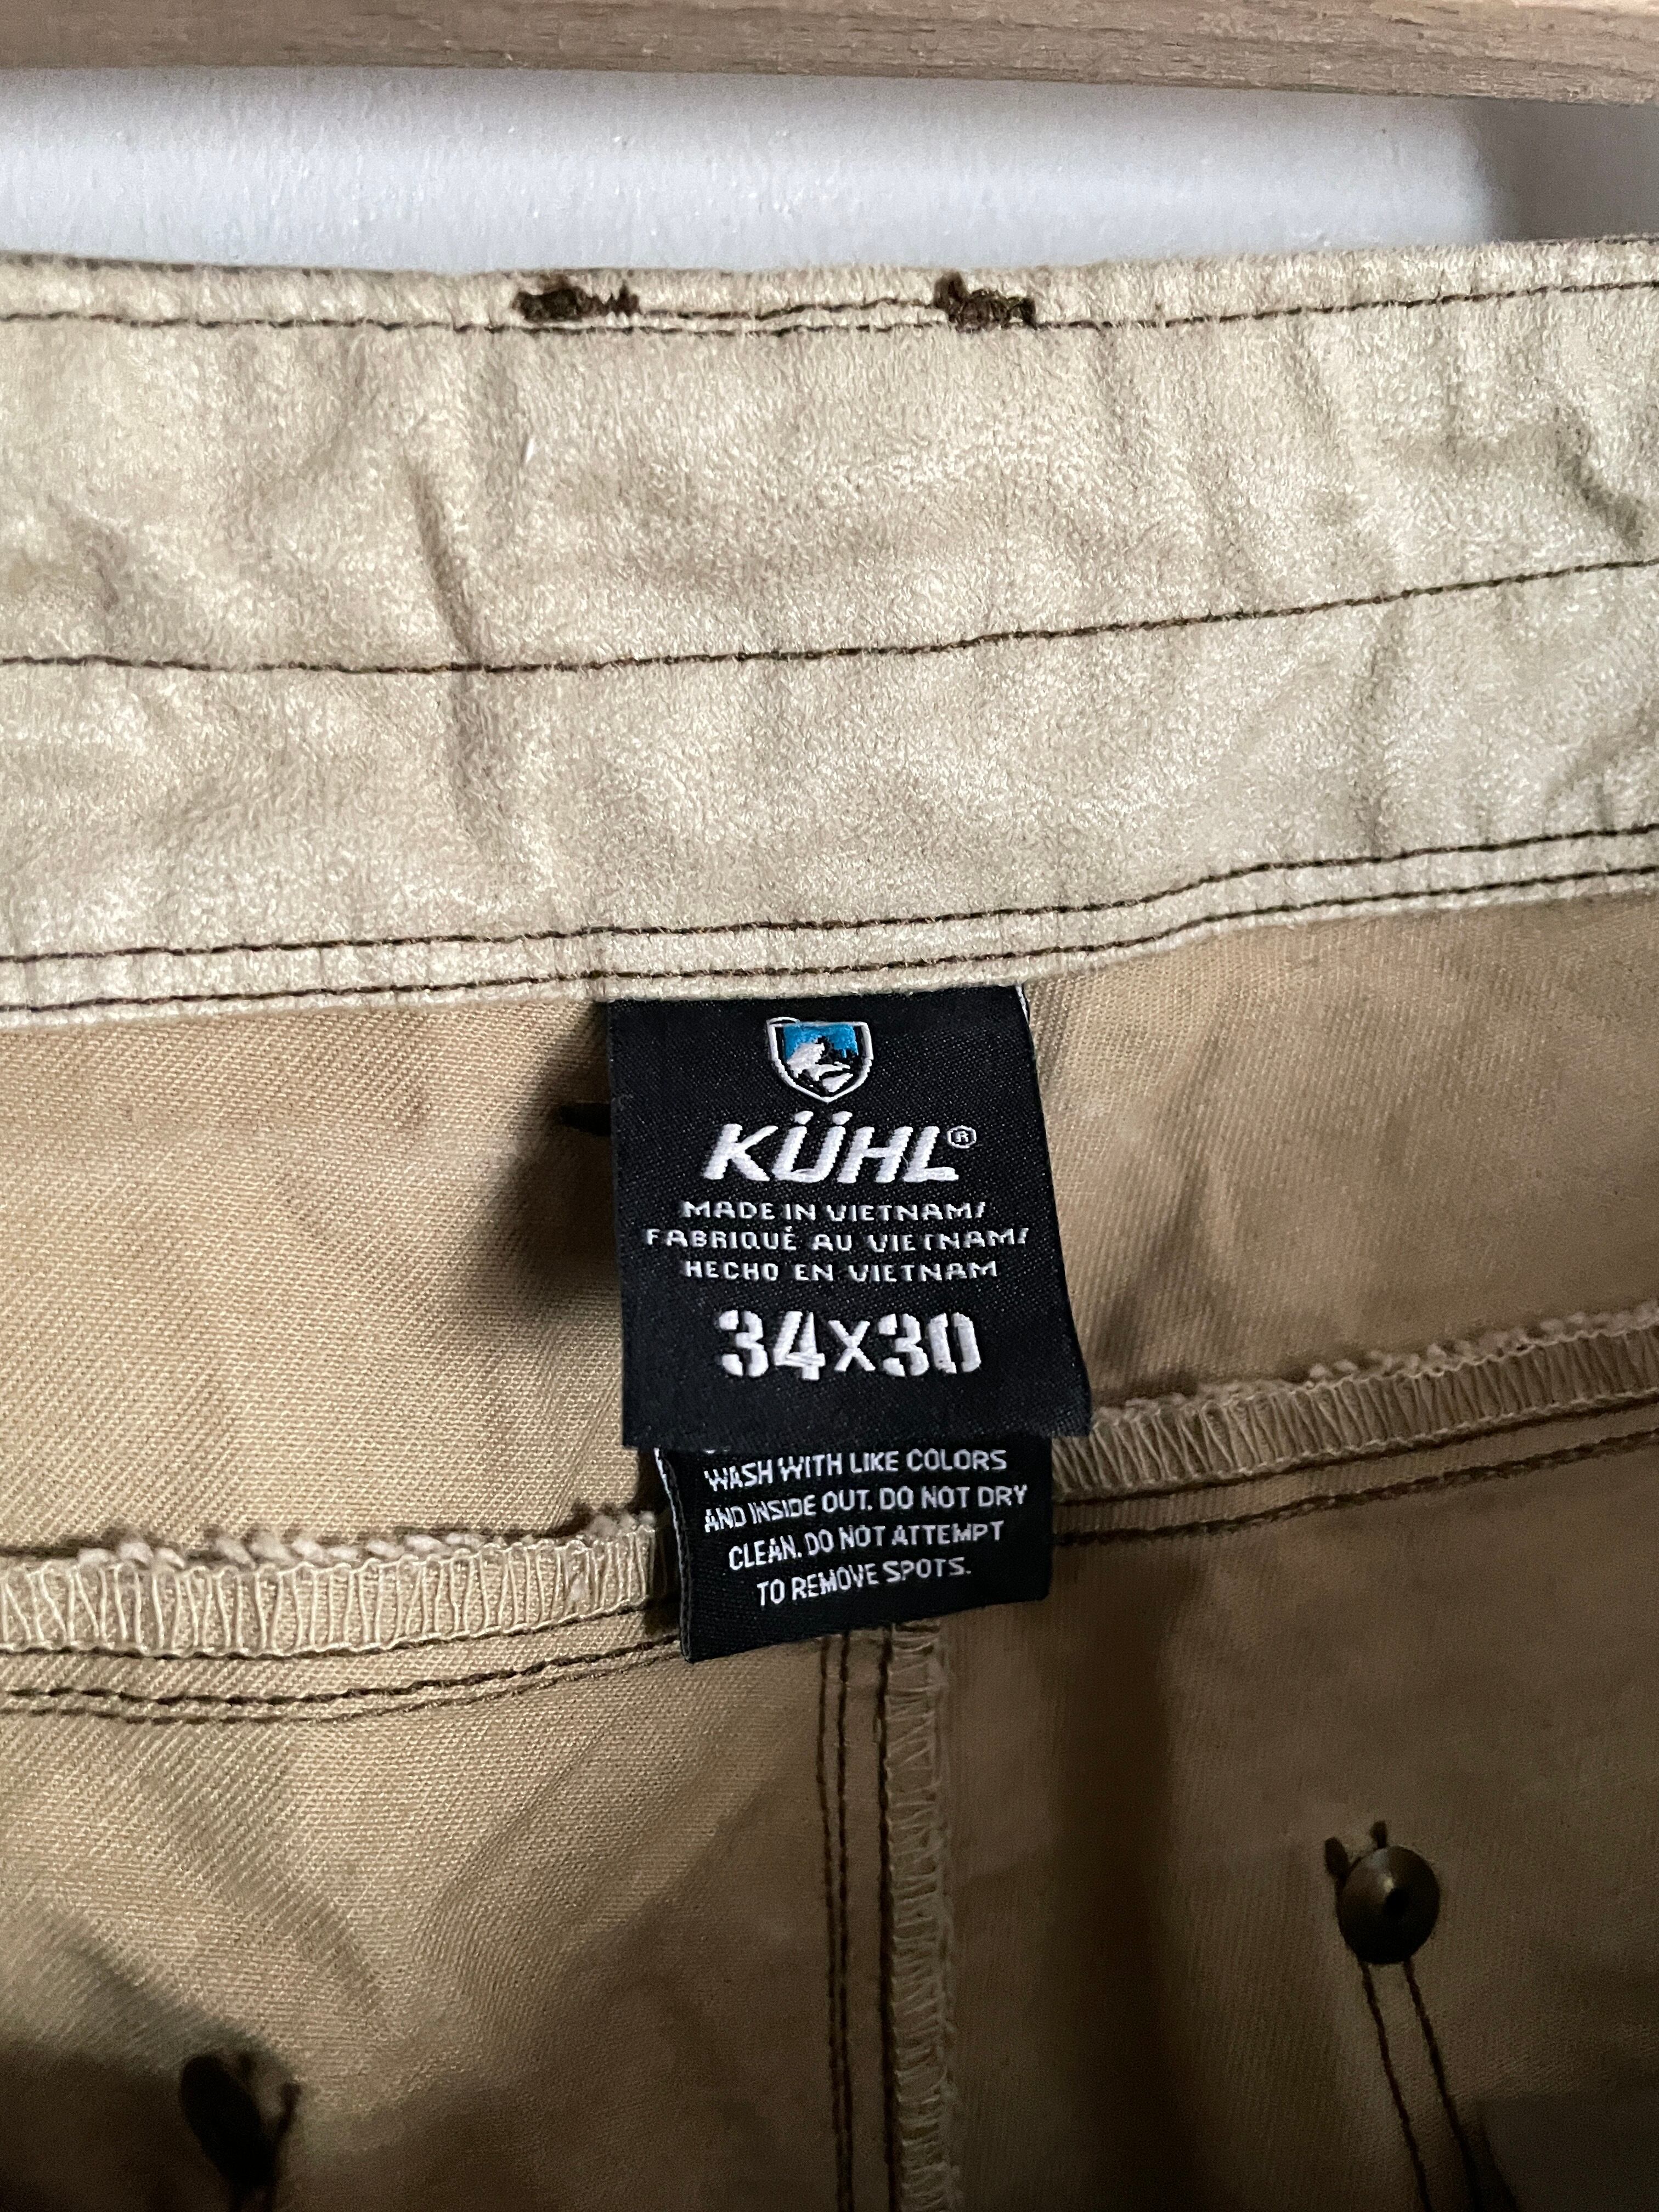 KÜHL®
MADE IN VIETNAM/
FABRIQUÉ AU VIETNAM/
HECHO EN VIETNAM
34X30
WASH WITH LIKE COLORS
AND INSIDE OUT. DO NOT DRY
CLEAN. DO NOT ATTEMPT
TO REMOVE SPOTS.